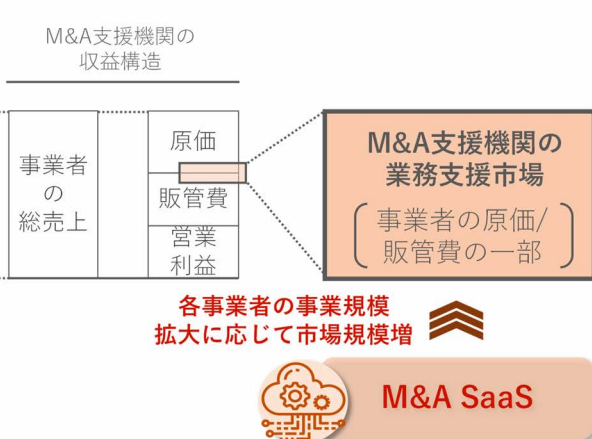 M&A支援機関の
収益構造
事業者
の
総売上
原価
販管費
営業
利益
M&A支援機関の
業務支援市場
事業者の原価/
販管費の一部
各事業者の事業規模
拡大に応じて市場規模増
M&A SaaS